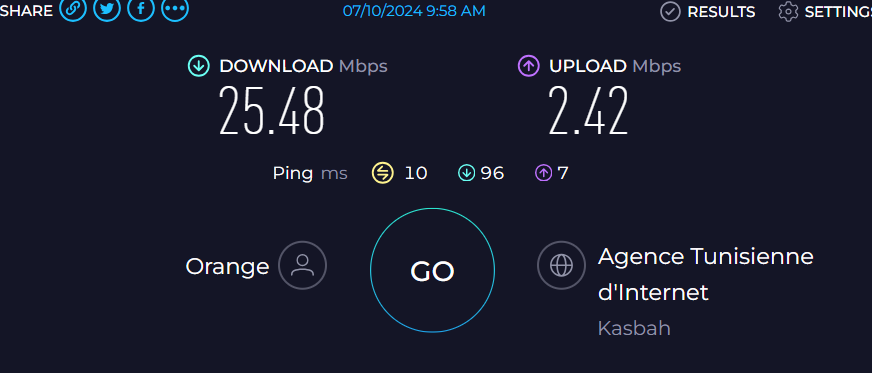 SHARE 07/10/2024 9:58 AM RESULTS SETTINGS
DOWNLOAD Mbps UPLOAD Mbps
25.48 2.42
Ping ms 10 96 7
Orange GO Agence Tunisienne
d'Internet
Kasbah